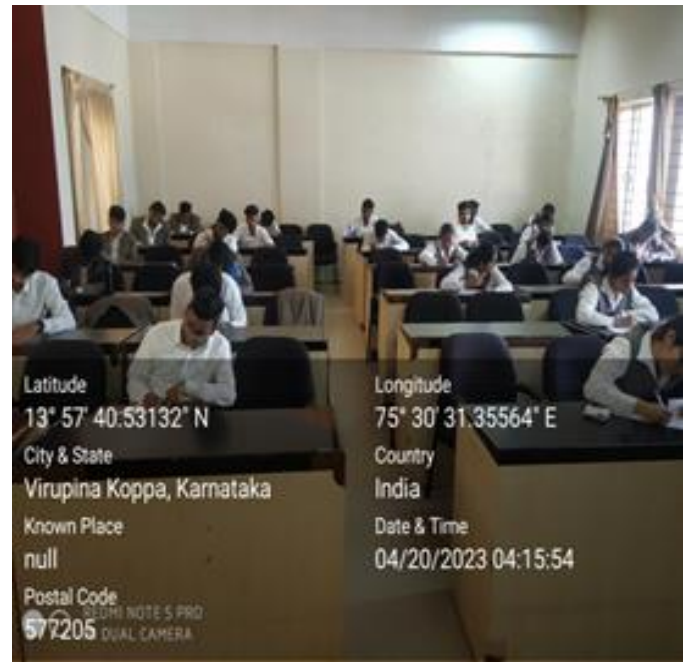 Latitude
13° 57' 40.53132" N
Longitude
75° 30' 31.35564" E
City & State
Virupina Koppa, Karnataka
Country
India
Known Place
null
Date & Time
04/20/2023 04:15:54
Postal Code
577205
REDMI NOTE 5 PRO
DUAL CAMERA